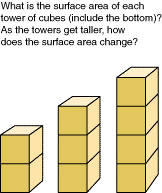 What is the surface area of each
tower of cubes (include the bottom)?
As the towers get taller, how
does the surface area change?